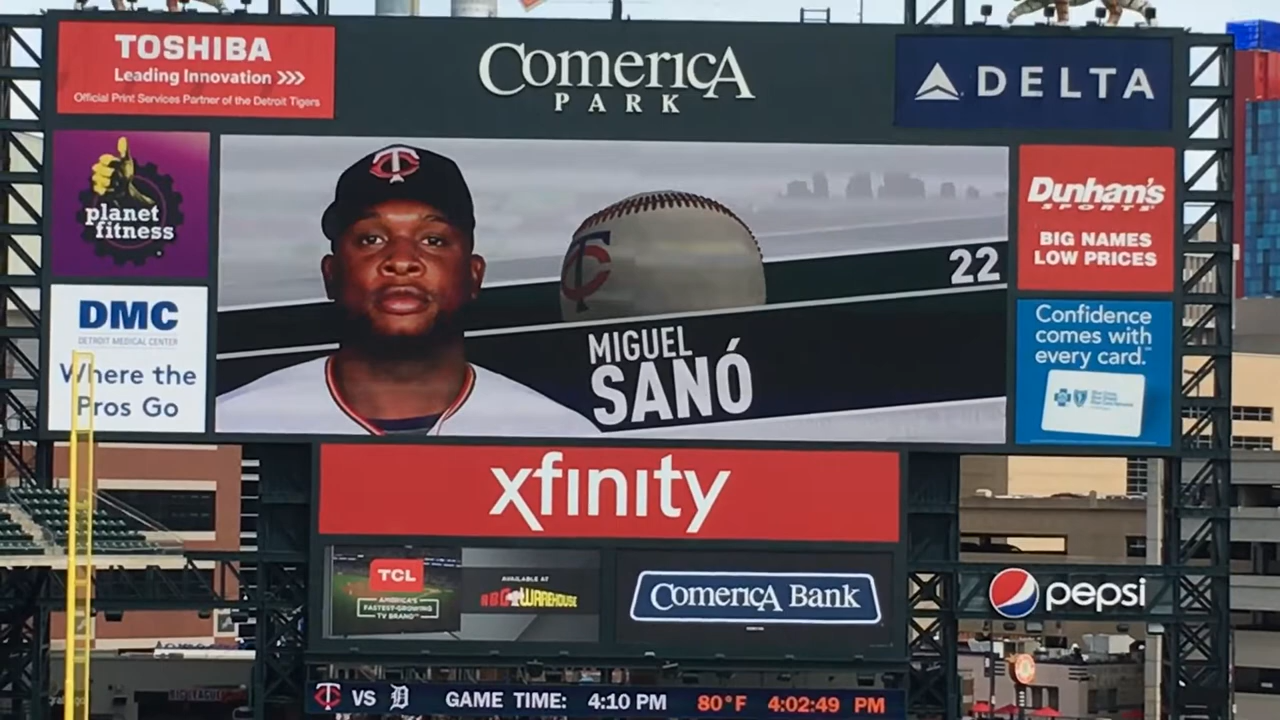 TOSHIBA
Leading Innovation >>>
Official Print Services Partner of the Detroit Tigers
COMERICA
PARK
DELTA
planet
fitness
TC
TC
22
MIGUEL
SANÓ
DUNHAM'S
SPORTS
BIG NAMES
LOW PRICES
DMC
DETROIT MEDICAL CENTER
Where the
Pros Go
Confidence
comes with
every card.
xfinity
TCL
AMERICA'S
FASTEST-GROWING
TV BRAND
AVAILABLE AT
ABC WAREHOUSE
COMERICA Bank
pepsi
TC VS D GAME TIME: 4:10 PM 80°F 4:02:49 PM